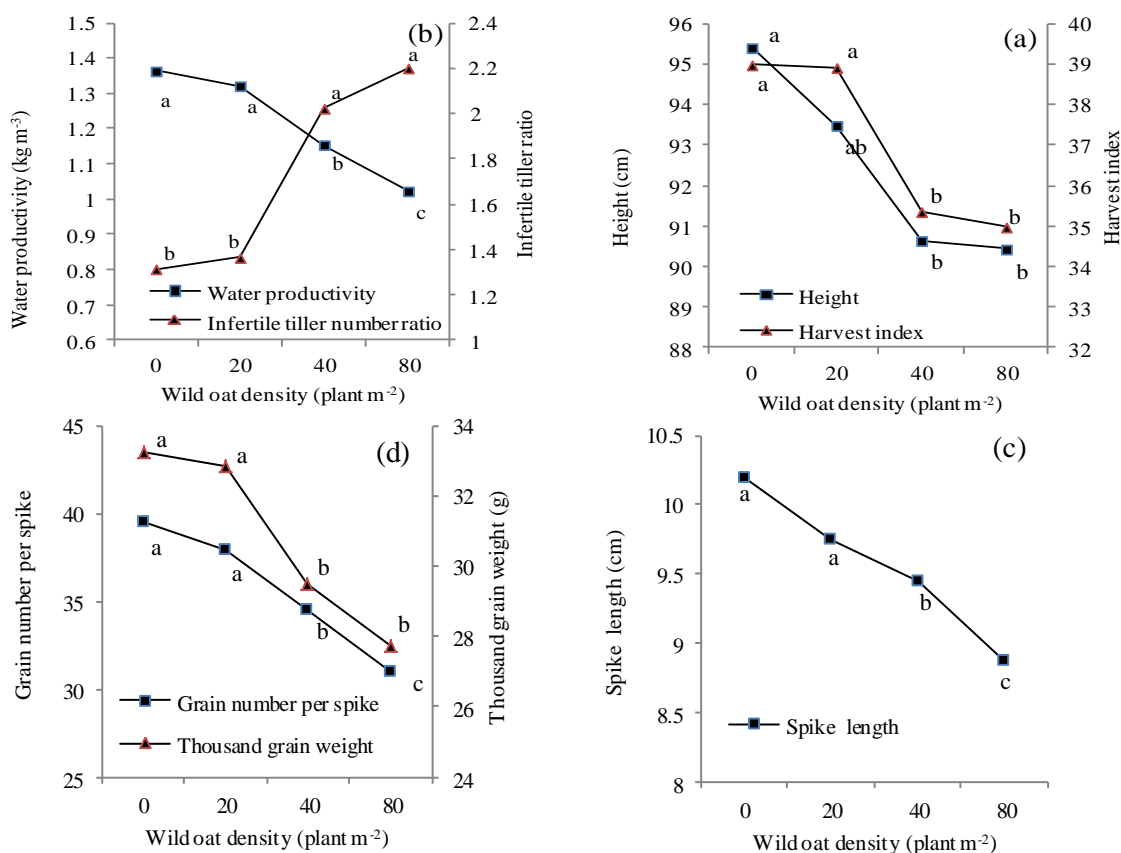 (b)
1.5
1.4
1.3
1.2
1.1
1
0.9
0.8
0.7
0.6
Water productivity (kg m-3)
2.4
2.2
2
1.8
1.6
1.4
1.2
1
Infertile tiller ratio
a
a
b
c
b
b
a
a
Water productivity
Infertile tiller number ratio
0 20 40 80
Wild oat density (plant m-2)
(a)
96
95
94
93
92
91
90
89
88
Height (cm)
40
39
38
37
36
35
34
33
32
Harvest index
a
ab
b
b
a
a
b
b
Height
Harvest index
0 20 40 80
Wild oat density (plant m-2)
(d)
45
40
35
30
25
Grain number per spike
34
32
30
28
26
24
Thousand grain weight (g)
a
a
b
b
a
a
b
c
Grain number per spike
Thousand grain weight
0 20 40 80
Wild oat density (plant m-2)
(c)
10.5
10
9.5
9
8.5
8
Spike length (cm)
a
a
b
c
Spike length
0 20 40 80
Wild oat density (plant m-2)